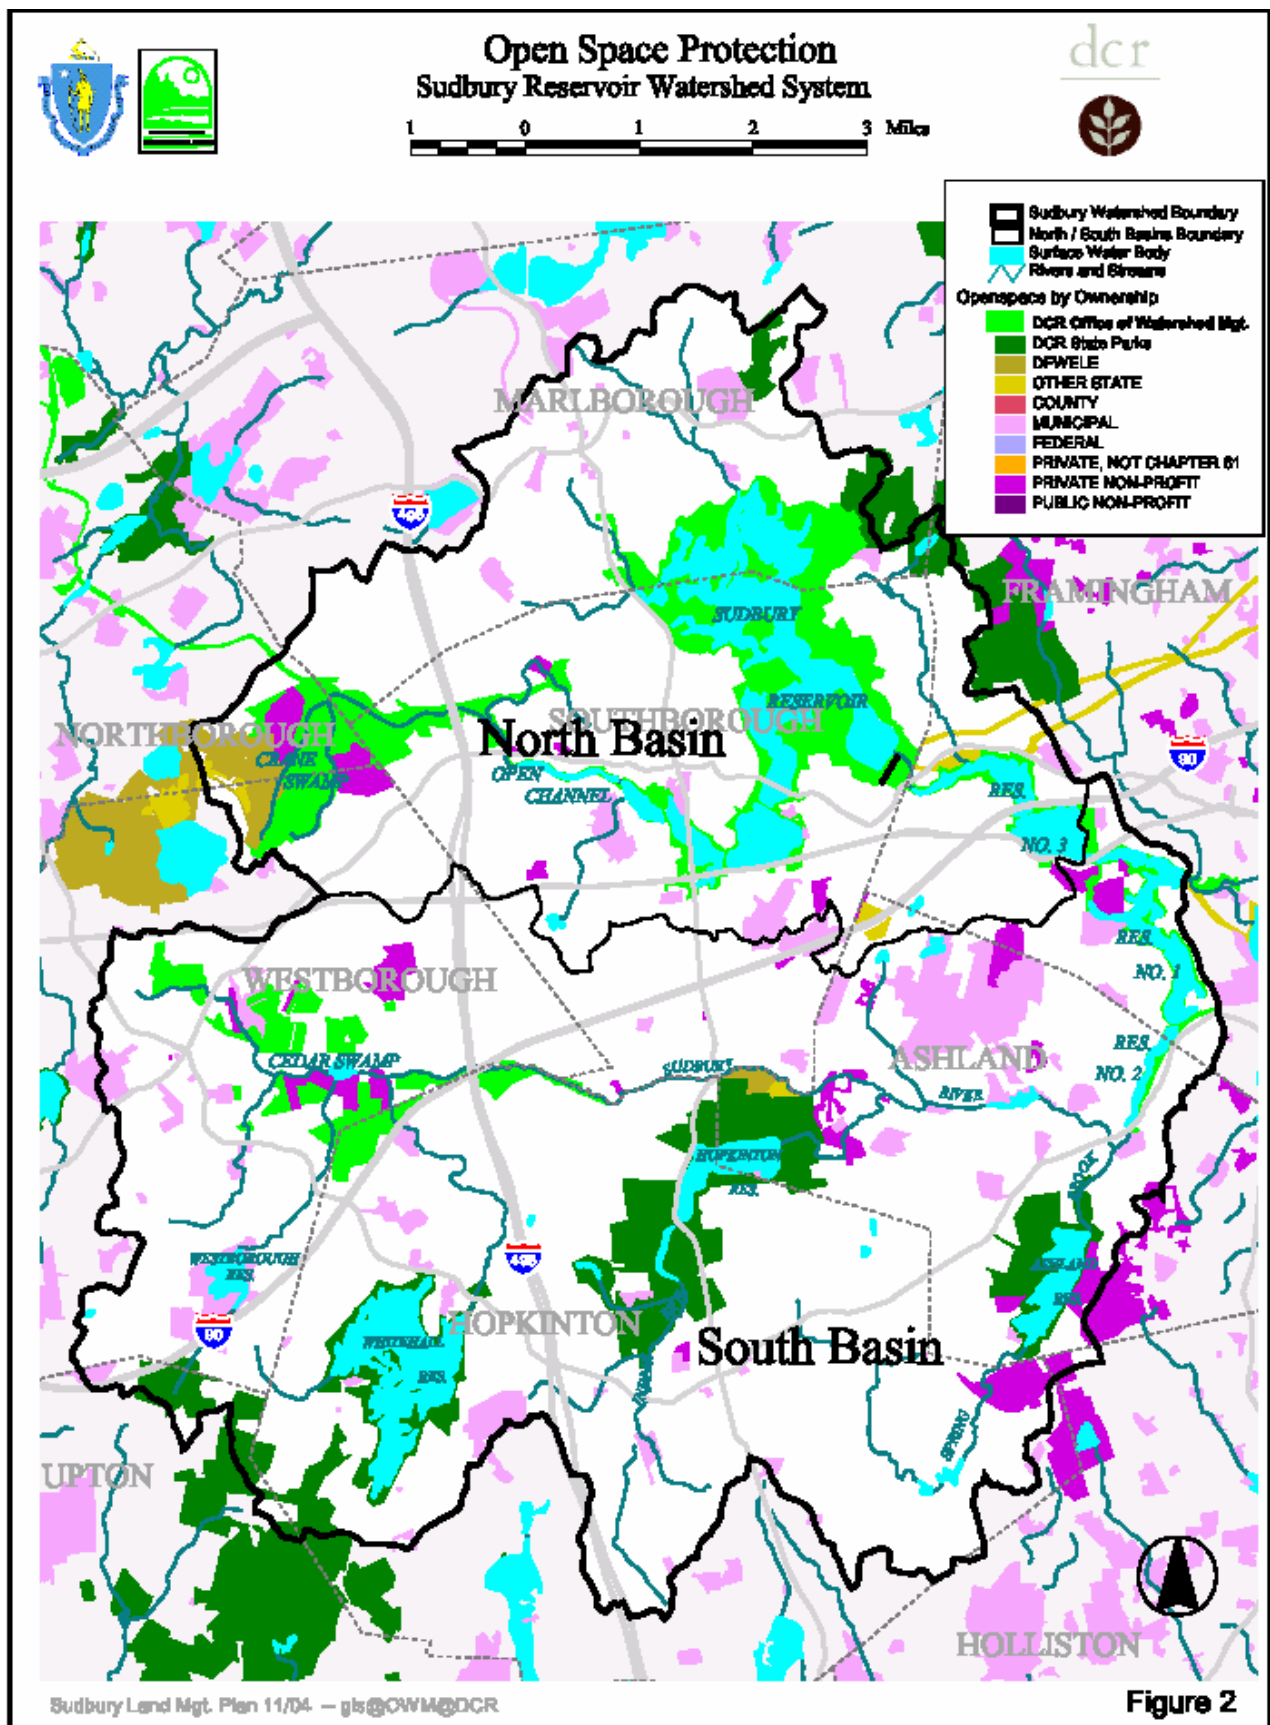 Open Space Protection
Sudbury Reservoir Watershed System
dcr
1 0 1 2 3 Miles
Sudbury Watershed Boundary
North / South Basins Boundary
Surface Water Body
Rivers and Streams
Openspace by Ownership
DCR Office of Watershed Mgt.
DCR State Parks
DFWELE
OTHER STATE
COUNTY
MUNICIPAL
FEDERAL
PRIVATE, NOT CHAPTER 61
PRIVATE NON-PROFIT
PUBLIC NON-PROFIT
MARLBOROUGH
495
FRAMINGHAM
SUDBURY
RESERVOIR
NORTHBOROUGH
SOUTHBOROUGH
North Basin
90
CRANE
SWAMP
OPEN
CHANNEL
RES.
NO. 3
RES.
NO. 1
WESTBOROUGH
RES.
NO. 2
ASHLAND
CEDAR SWAMP
SUDBURY
RIVER
HOPKINTON
RES.
BROOK
WESTBOROUGH
RES.
495
ASHLAND
RES.
90
HOPKINTON
WHITEHALL
RES.
South Basin
SPRING
UPTON
HOLLISTON
Sudbury Land Mgt. Plan 11/04 -- gis@OWM@DCR
Figure 2